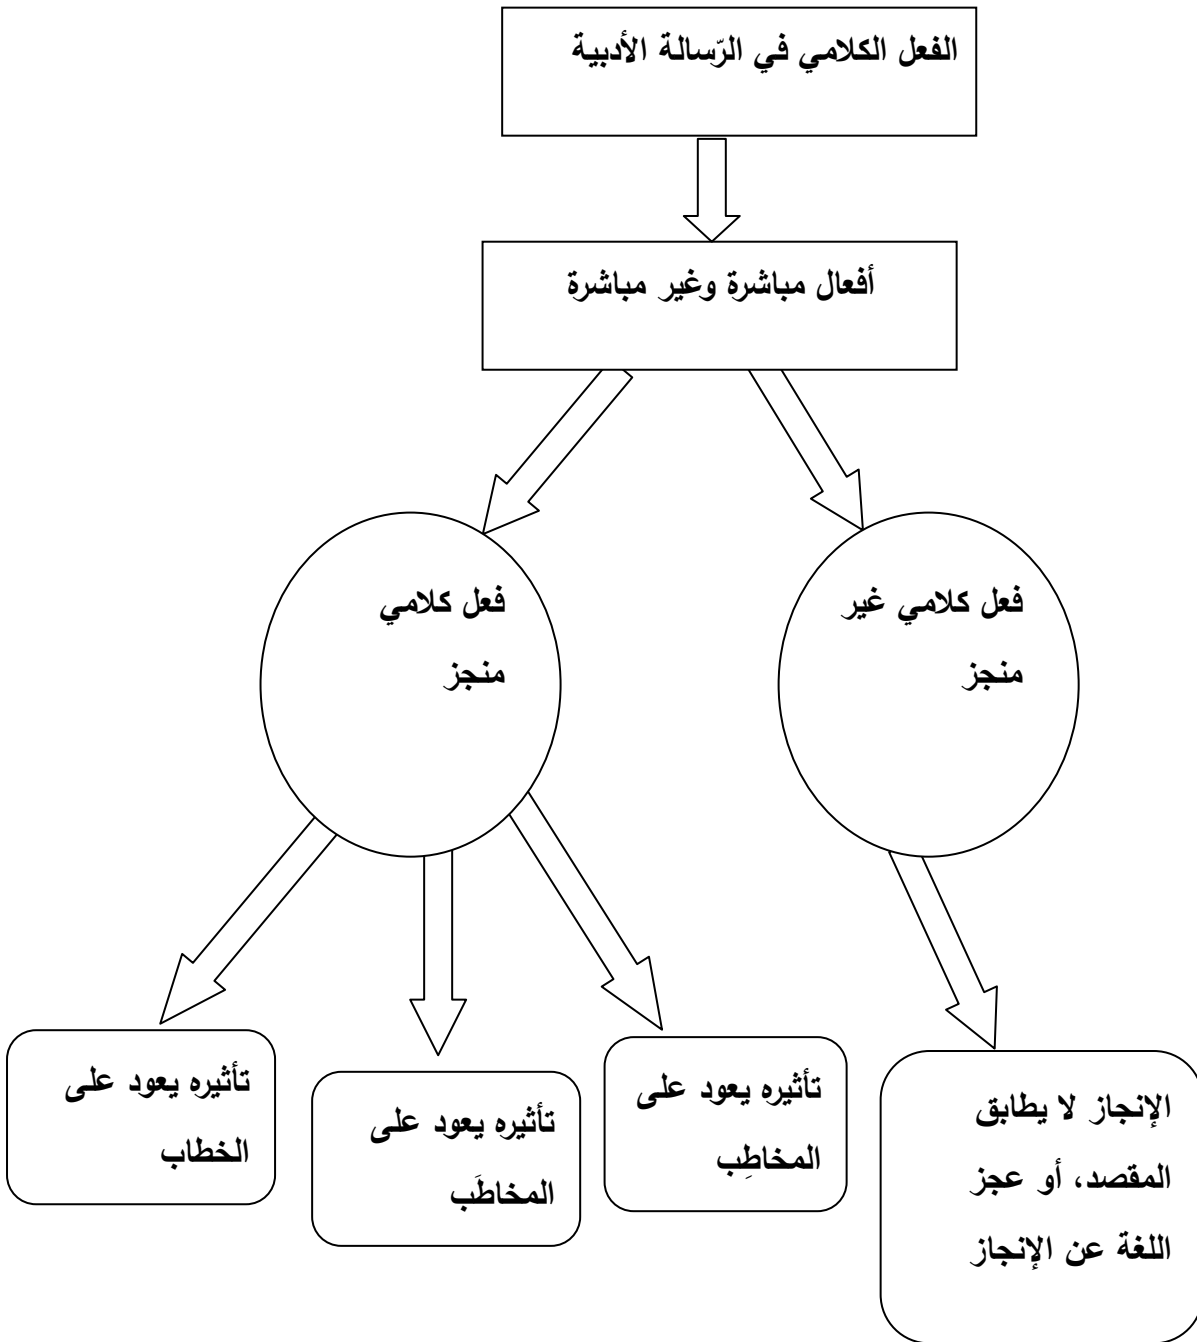 الفعل الكلامي في الرّسالة الأدبية
أفعال مباشرة وغير مباشرة
فعل كلامي غير
منجز
فعل كلامي
منجز
الإنجاز لا يطابق
المقصد، أو عجز
اللغة عن الإنجاز
تأثيره يعود على
المخاطِب
تأثيره يعود على
المخاطَب
تأثيره يعود على
الخطاب